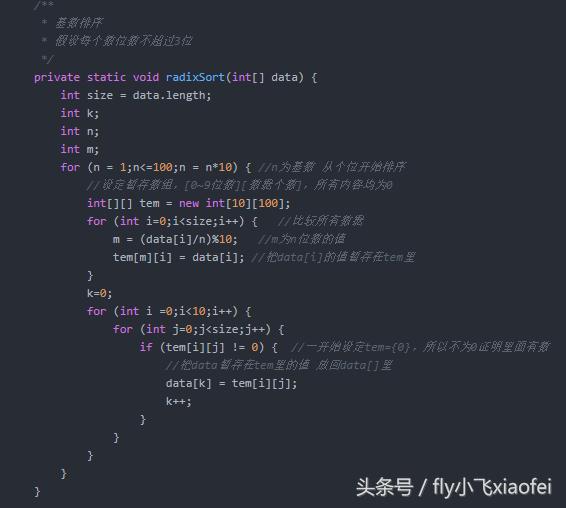 /**
 * 基数排序
 * 假设每个数位数不超过3位
 */
private static void radixSort(int[] data) {
    int size = data.length;
    int k;
    int n;
    int m;
    for (n = 1;n<=100;n = n*10) { //n为基数 从个位开始排序
        //设定暂存数组，[0~9位数][数据个数]，所有内容均为0
        int[][] tem = new int[10][100];
        for (int i=0;i<size;i++) {   //比较所有数据
            m = (data[i]/n)%10;   //m为n位数的值
            tem[m][i] = data[i]; //把data[i]的值暂存在tem里
        }
        k=0;
        for (int i =0;i<10;i++) {
            for (int j=0;j<size;j++) {
                if (tem[i][j] != 0) {  //一开始设定tem={0}，所以不为0证明里面有数
                    //把data暂存在tem里的值 放回data[]里
                    data[k] = tem[i][j];
                    k++;
                }
            }
        }
    }
}
头条号 / fly小飞xiaofei